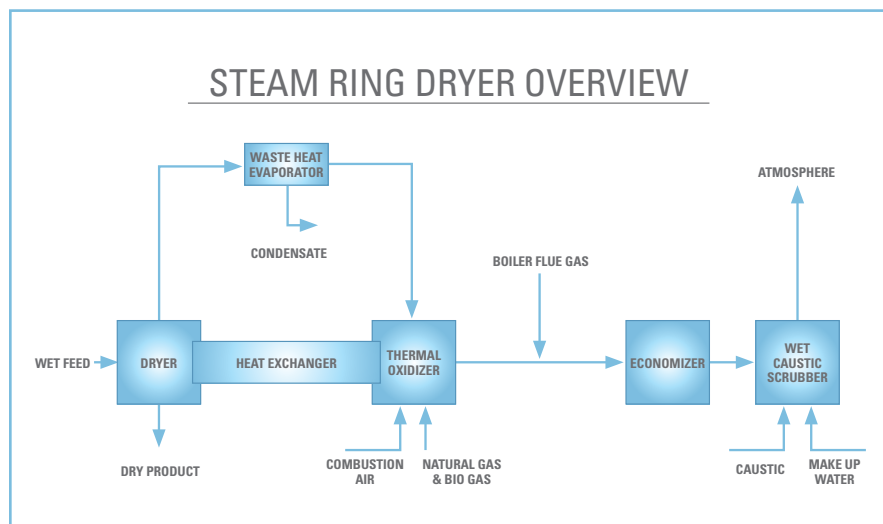 STEAM RING DRYER OVERVIEW
WASTE HEAT
EVAPORATOR
ATMOSPHERE
CONDENSATE
BOILER FLUE GAS
WET FEED
DRYER
HEAT EXCHANGER
THERMAL
OXIDIZER
ECONOMIZER
WET
CAUSTIC
SCRUBBER
DRY PRODUCT
COMBUSTION
AIR
NATURAL GAS
& BIO GAS
CAUSTIC
MAKE UP
WATER